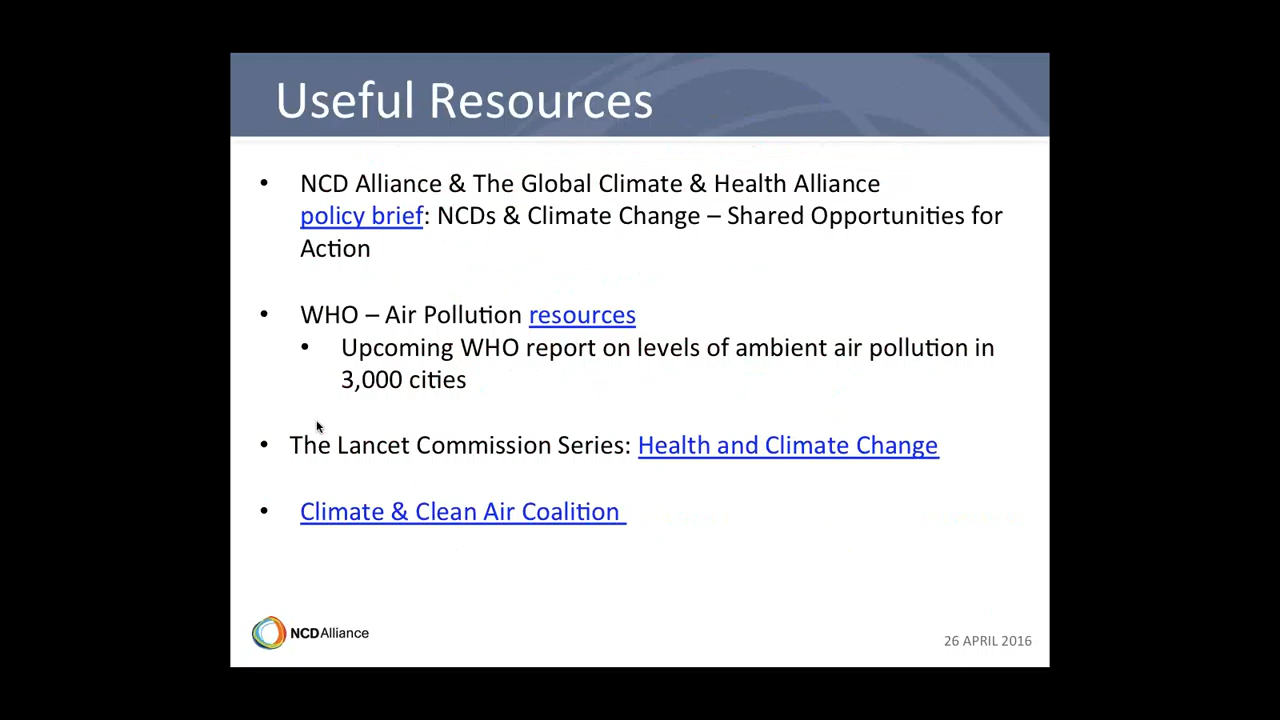 Useful Resources
• NCD Alliance & The Global Climate & Health Alliance
policy brief: NCDs & Climate Change – Shared Opportunities for
Action
• WHO – Air Pollution resources
• Upcoming WHO report on levels of ambient air pollution in
3,000 cities
• The Lancet Commission Series: Health and Climate Change
• Climate & Clean Air Coalition
NCDAlliance
26 APRIL 2016